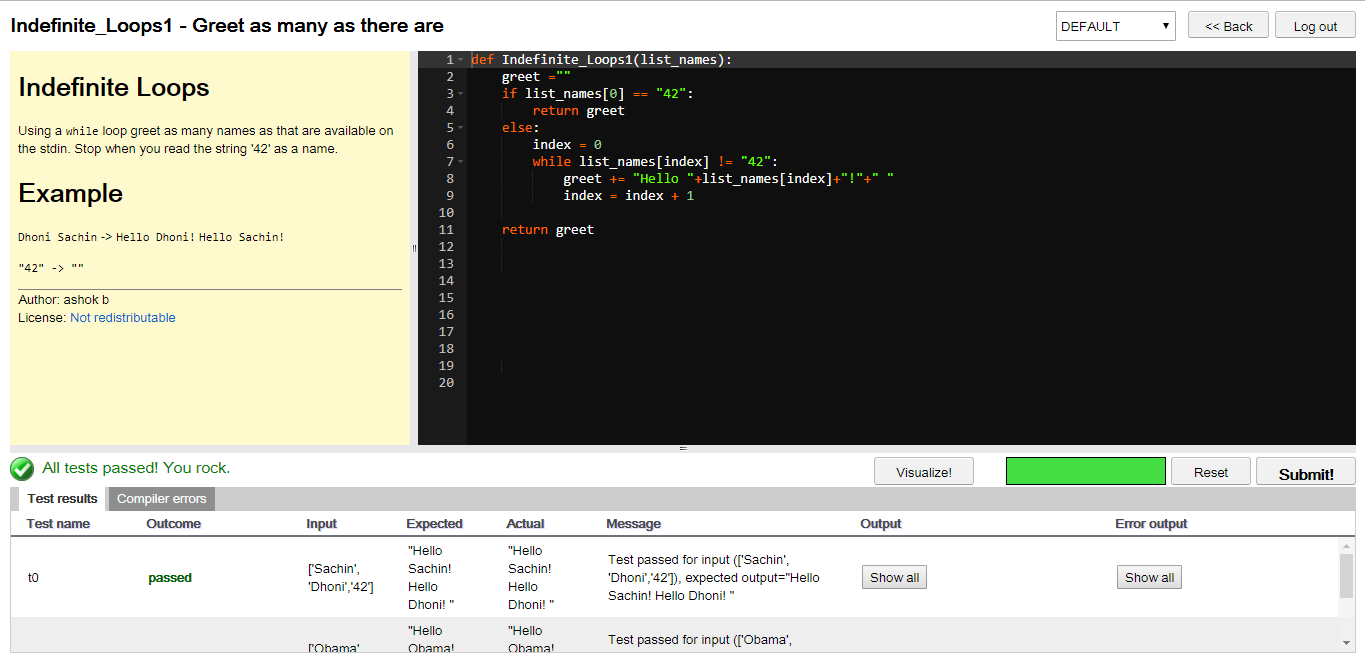 Indefinite_Loops1 - Greet as many as there are
DEFAULT
<< Back
Log out
Indefinite Loops
Using a while loop greet as many names as that are available on
the stdin. Stop when you read the string '42' as a name.
Example
Dhoni Sachin -> Hello Dhoni! Hello Sachin!
"42" -> ""
Author: ashok b
License: Not redistributable
1 def Indefinite_Loops1(list_names):
2     greet =""
3     if list_names[0] == "42":
4         return greet
5     else:
6         index = 0
7         while list_names[index] != "42":
8             greet += "Hello "+list_names[index]+"!"+" "
9             index = index + 1
10
11     return greet
12
13
14
15
16
17
18
19
20
All tests passed! You rock.
Visualize!
Reset
Submit!
Test results
Compiler errors
Test name Outcome Input Expected Actual Message Output Error output
t0
passed
['Sachin',
'Dhoni','42']
"Hello
Sachin!
Hello
Dhoni! "
"Hello
Sachin!
Hello
Dhoni! "
Test passed for input (['Sachin',
'Dhoni','42']), expected output="Hello
Sachin! Hello Dhoni! "
Show all
Show all
['Obama'
"Hello
Obama!
"Hello
Obama!
Test passed for input (['Obama',